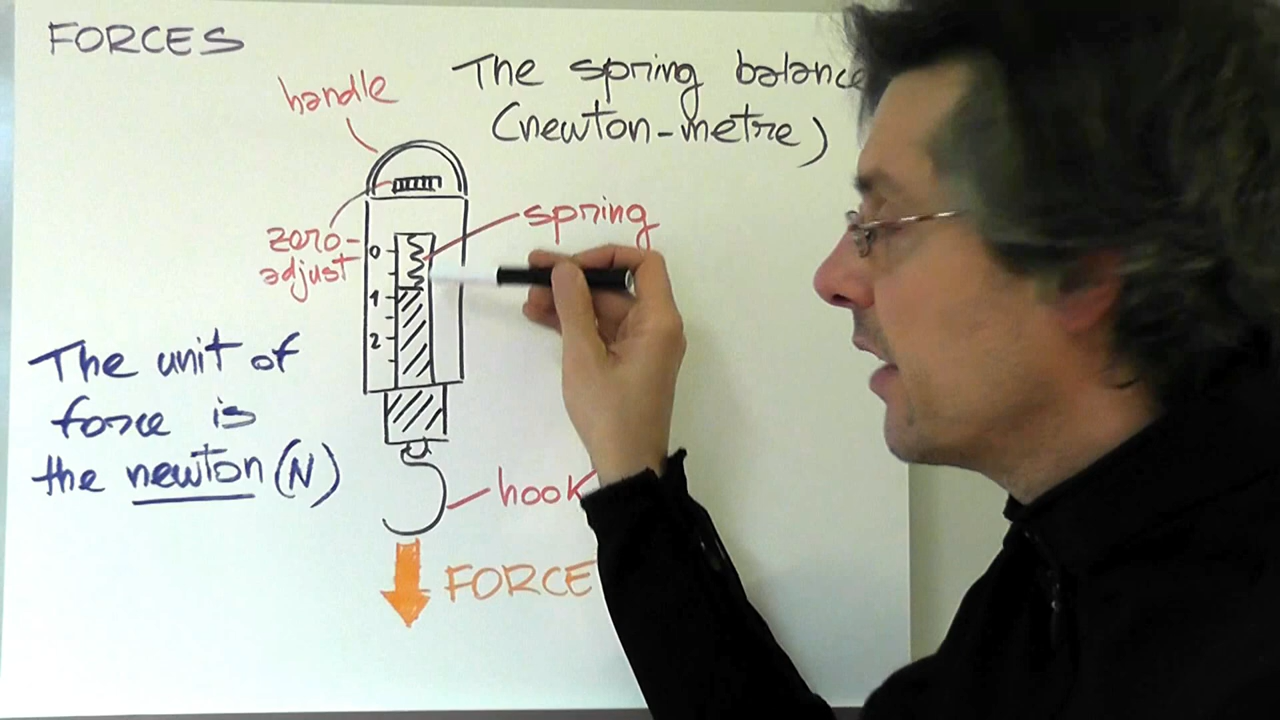 FORCES
handle
The spring balance
(newton-metre)
spring
zero-
adjust
0
1
2
The unit of
force is
the newton (N)
hook
FORCE